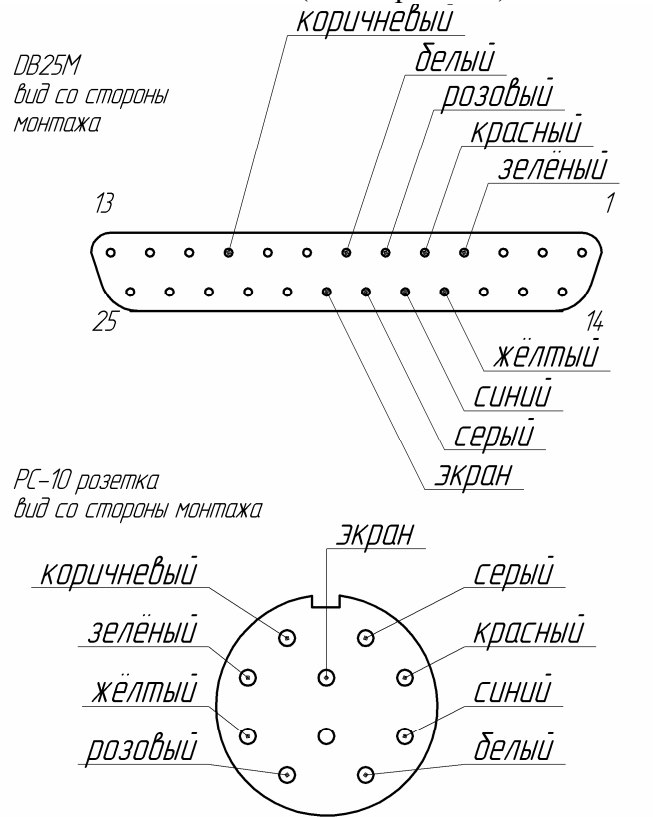 коричневый
DB25M
вид со стороны
монтажа
белый
розовый
красный
зелёный
13
1
25
14
жёлтый
синий
серый
экран
РС-10 розетка
вид со стороны монтажа
экран
коричневый
серый
зелёный
красный
жёлтый
синий
розовый
белый